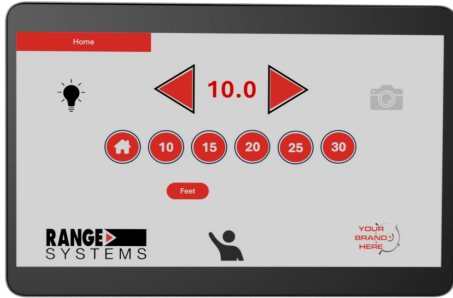 Home
10.0
10 15 20 25 30
Feet
RANGE
SYSTEMS
YOUR
BRAND
HERE